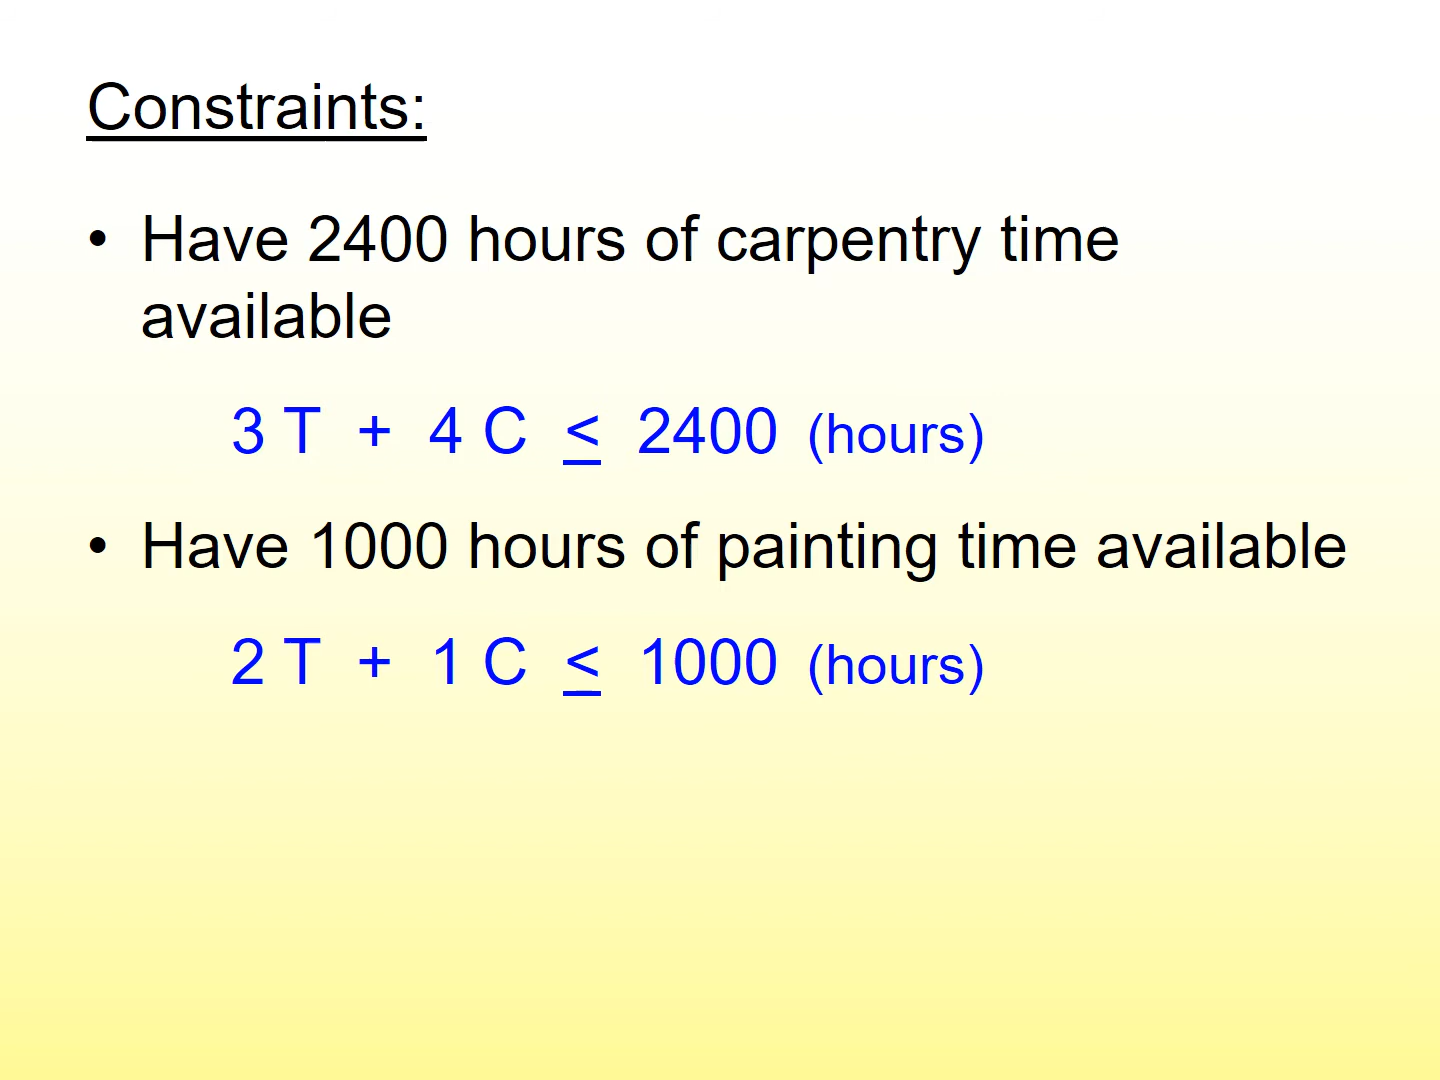 Constraints:
• Have 2400 hours of carpentry time
available
3 T + 4 C ≤ 2400 (hours)
• Have 1000 hours of painting time available
2 T + 1 C ≤ 1000 (hours)